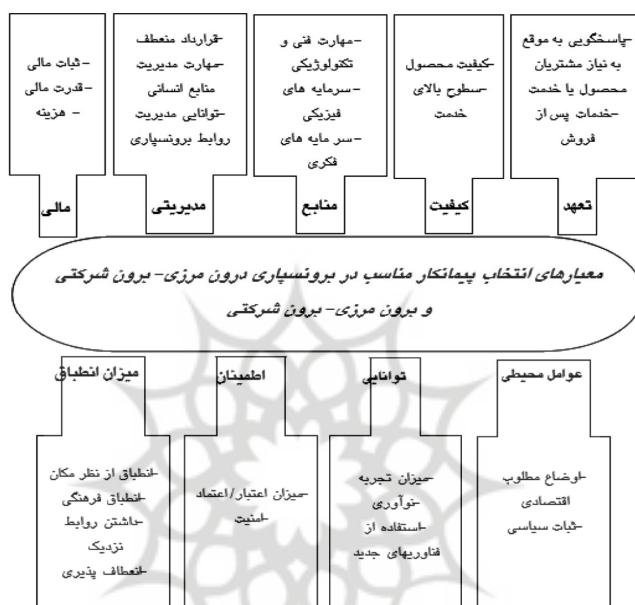 -پاسخگویی به موقع
به نیاز مشتریان
محصول یا خدمت
-خدمات پس از
فروش
تعهد
-کیفیت محصول
-سطوح بالای
خدمت
کیفیت
-مهارت فنی و
تکنولوژیکی
-سرمایه های
فیزیکی
-سر مایه های
فکری
منابع
-قرارداد منعطف
-مهارت مدیریت
منابع انسانی
-توانایی مدیریت
روابط برونسپاری
مدیریتی
-ثبات مالی
-قدرت مالی
- هزینه
مالی
معیارهای انتخاب پیمانکار مناسب در برونسپاری درون مرزی- برون شرکتی
و برون مرزی- برون شرکتی
عوامل محیطی
-اوضاع مطلوب
اقتصادی
-ثبات سیاسی
توانایی
-میزان تجربه
-نوآوری
-استفاده از
فناوریهای جدید
اطمینان
-میزان اعتبار/اعتماد
-امنیت
میزان انطباق
-انطباق از نظر مکان
-انطباق فرهنگی
-داشتن روابط
نزدیک
-انعطاف پذیری